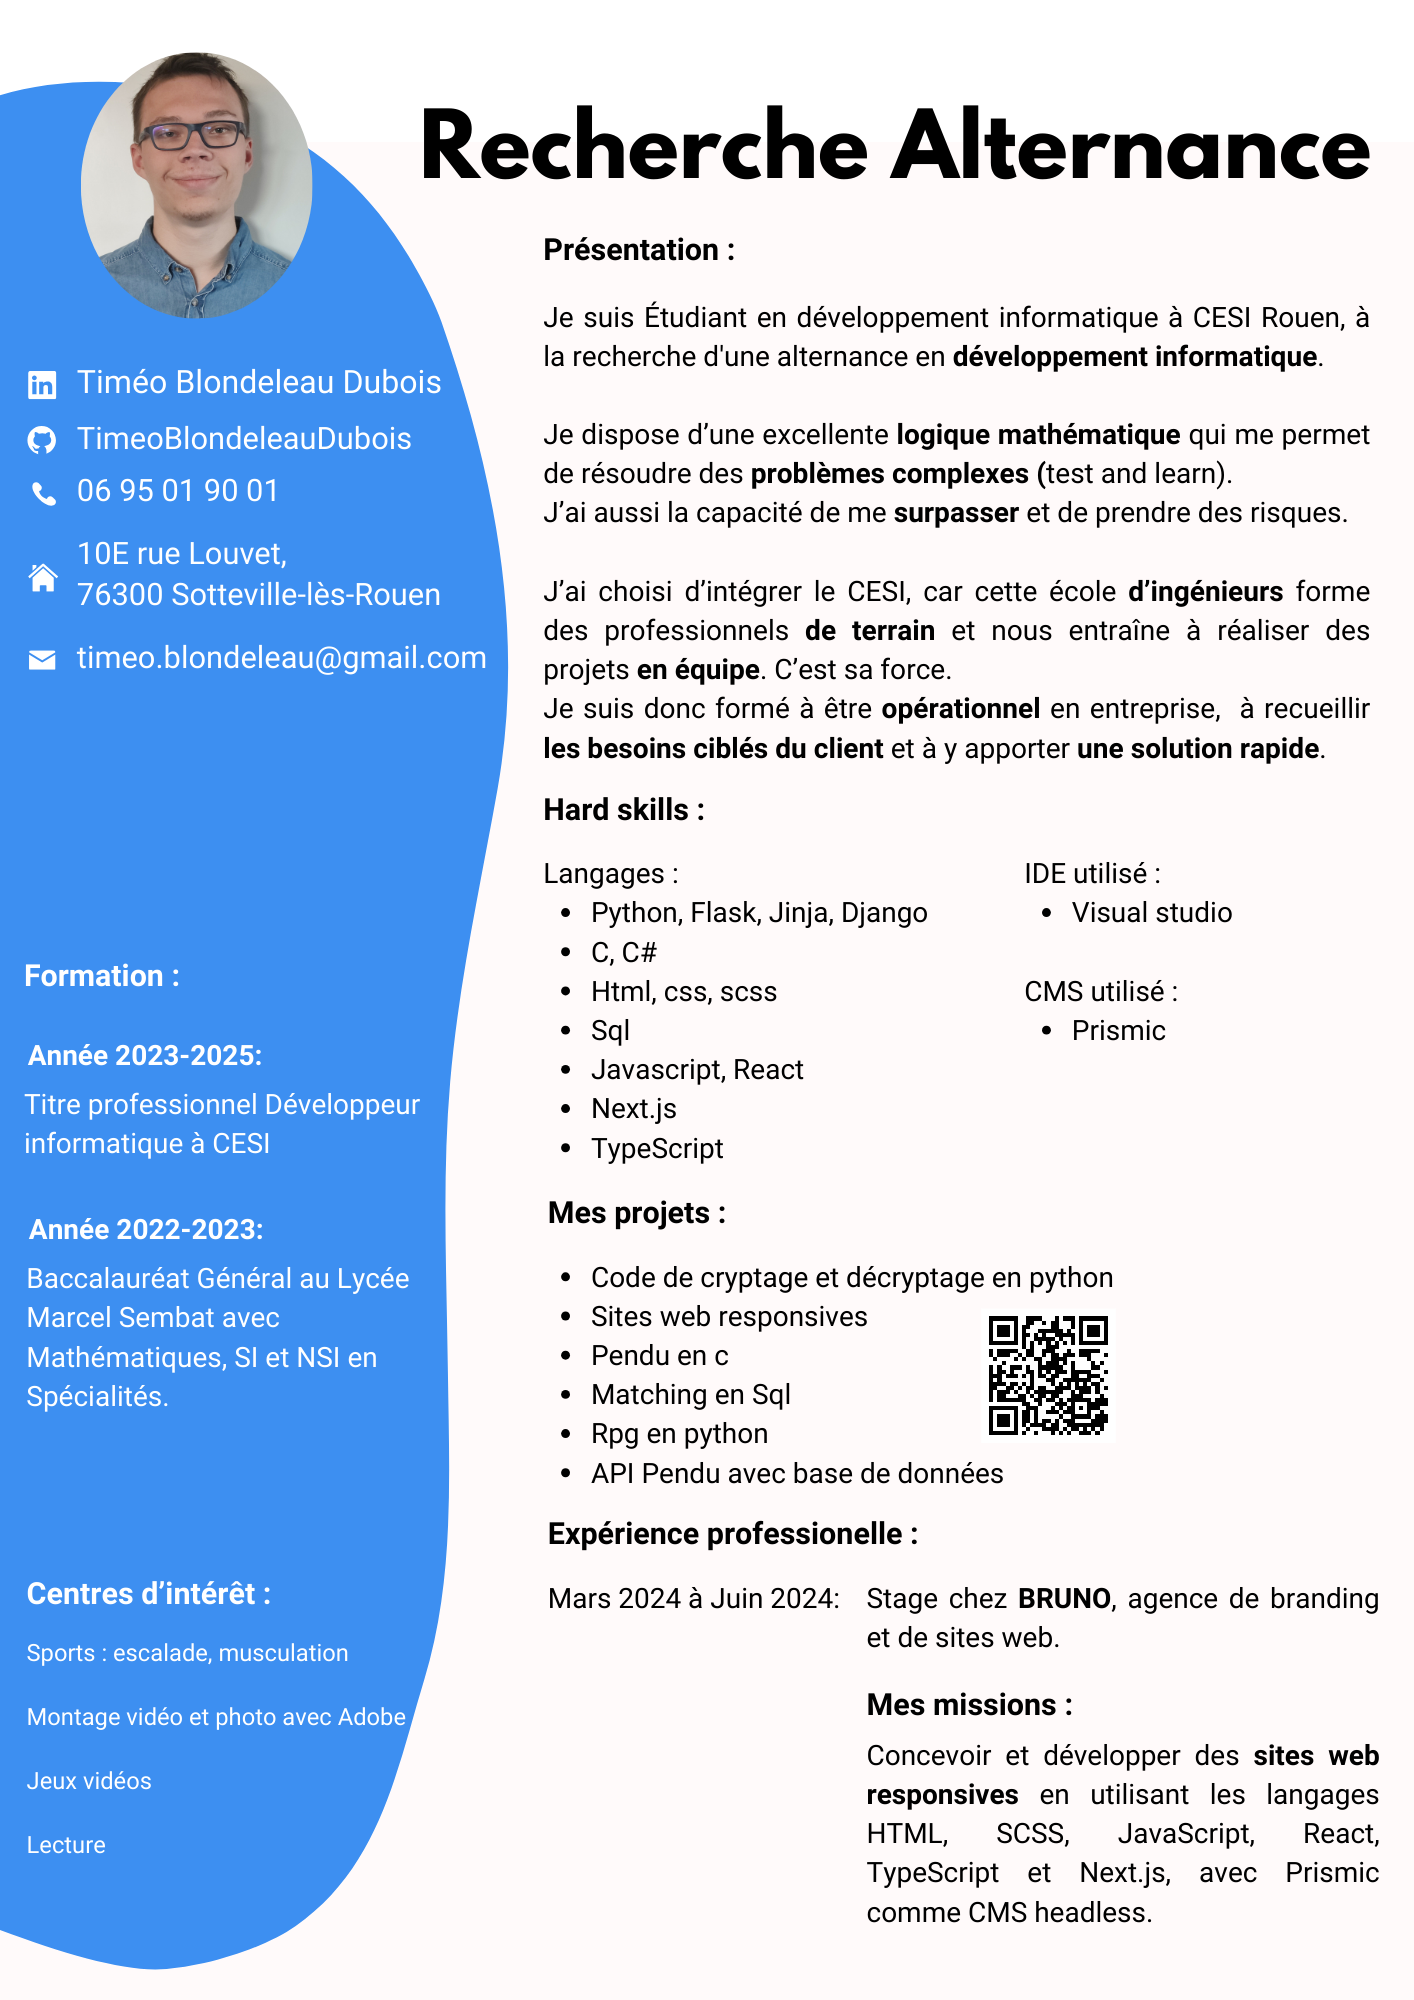 Recherche Alternance
Timéo Blondeleau Dubois
TimeoBlondeleauDubois
06 95 01 90 01
10E rue Louvet,
76300 Sotteville-lès-Rouen
timeo.blondeleau@gmail.com
Formation :
Année 2023-2025:
Titre professionnel Développeur
informatique à CESI
Année 2022-2023:
Baccalauréat Général au Lycée
Marcel Sembat avec
Mathématiques, SI et NSI en
Spécialités.
Centres d’intérêt :
Sports : escalade, musculation
Montage vidéo et photo avec Adobe
Jeux vidéos
Lecture
Présentation :
Je suis Étudiant en développement informatique à CESI Rouen, à
la recherche d'une alternance en développement informatique.
Je dispose d’une excellente logique mathématique qui me permet
de résoudre des problèmes complexes (test and learn).
J’ai aussi la capacité de me surpasser et de prendre des risques.
J’ai choisi d’intégrer le CESI, car cette école d’ingénieurs forme
des professionnels de terrain et nous entraîne à réaliser des
projets en équipe. C’est sa force.
Je suis donc formé à être opérationnel en entreprise, à recueillir
les besoins ciblés du client et à y apporter une solution rapide.
Hard skills :
Langages :
• Python, Flask, Jinja, Django
• C, C#
• Html, css, scss
• Sql
• Javascript, React
• Next.js
• TypeScript
IDE utilisé :
• Visual studio
CMS utilisé :
• Prismic
Mes projets :
• Code de cryptage et décryptage en python
• Sites web responsives
• Pendu en c
• Matching en Sql
• Rpg en python
• API Pendu avec base de données
Expérience professionelle :
Mars 2024 à Juin 2024:
Stage chez BRUNO, agence de branding
et de sites web.
Mes missions :
Concevoir et développer des sites web
responsives en utilisant les langages
HTML, SCSS, JavaScript, React,
TypeScript et Next.js, avec Prismic
comme CMS headless.